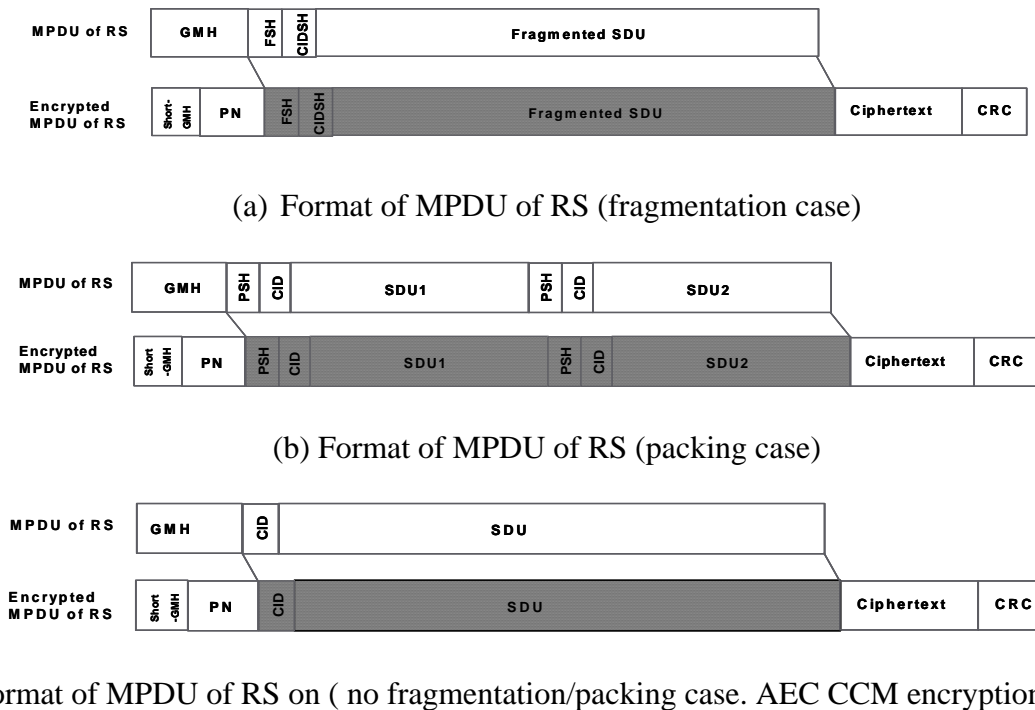 MPDU of RS GMH FSH CIDSH Fragmented SDU
Encrypted MPDU of RS Short-GMH PN FSH CIDSH Fragmented SDU Ciphertext CRC
(a) Format of MPDU of RS (fragmentation case)
MPDU of RS GMH PSH CID SDU1 PSH CID SDU2
Encrypted MPDU of RS Short -GMH PN PSH CID SDU1 PSH CID SDU2 Ciphertext CRC
(b) Format of MPDU of RS (packing case)
MPDU of RS GMH CID SDU
Encrypted MPDU of RS Short -GMH PN CID SDU Ciphertext CRC
ormat of MPDU of RS on ( no fragmentation/packing case. AEC CCM encryption